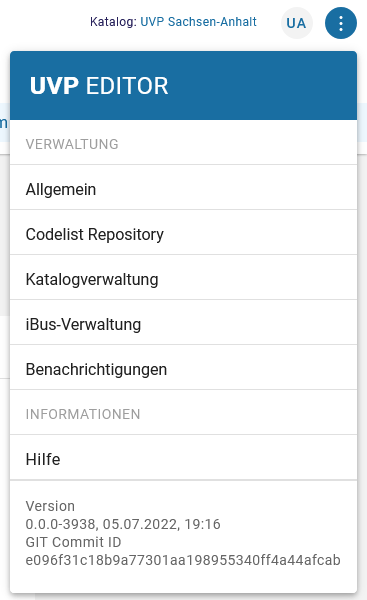 Katalog: UVP Sachsen-Anhalt
UA
UVP EDITOR
VERWALTUNG
Allgemein
Codelist Repository
Katalogverwaltung
iBus-Verwaltung
Benachrichtigungen
INFORMATIONEN
Hilfe
Version
0.0.0-3938, 05.07.2022, 19:16
GIT Commit ID
e096f31c18b9a77301aa198955340ff4a44afcab